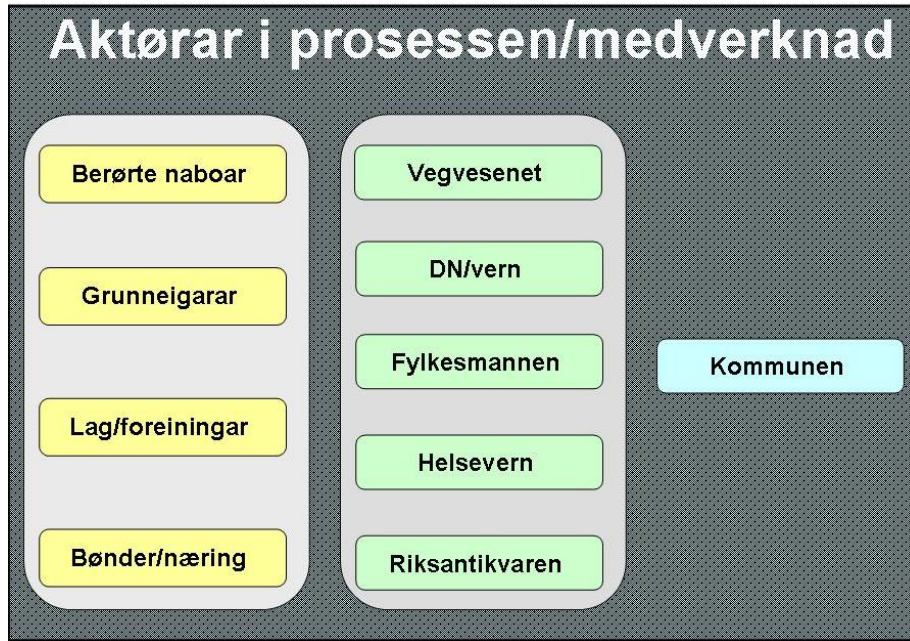 Aktørar i prosessen/medverknad
Berørte naboar
Grunneigarar
Lag/foreiningar
Bønder/næring
Vegvesenet
DN/vern
Fylkesmannen
Helsevern
Riksantikvaren
Kommunen